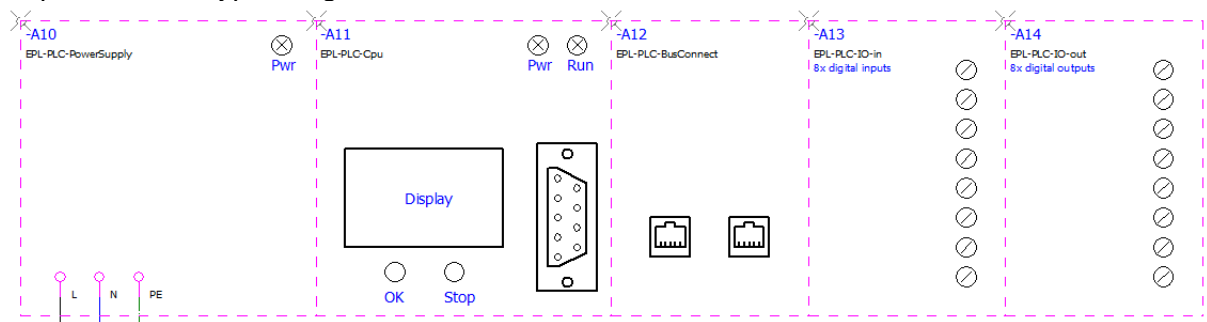 -A10
EPL-PLC-PowerSupply
Pwr
L
N
PE
-A11
EPL-PLC-Cpu
Pwr
Run
Display
OK
Stop
-A12
EPL-PLC-BusConnect
-A13
EPL-PLC-IO-in
8x digital inputs
-A14
EPL-PLC-IO-out
8x digital outputs